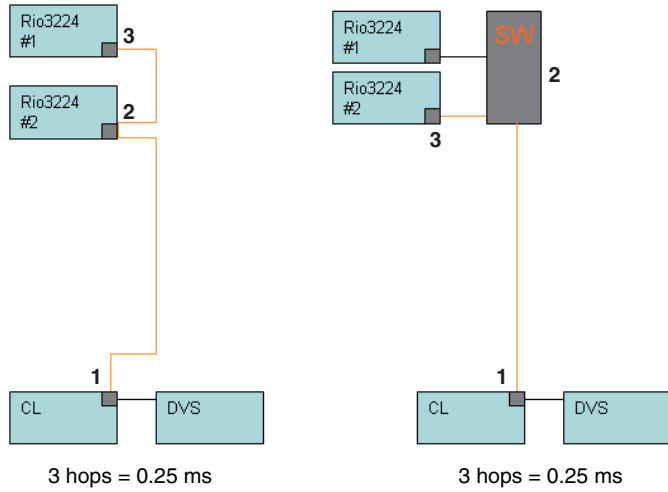 Rio3224
#1
3
Rio3224
#2
2
1
CL
DVS
3 hops = 0.25 ms
Rio3224
#1
SW
2
Rio3224
#2
3
1
CL
DVS
3 hops = 0.25 ms